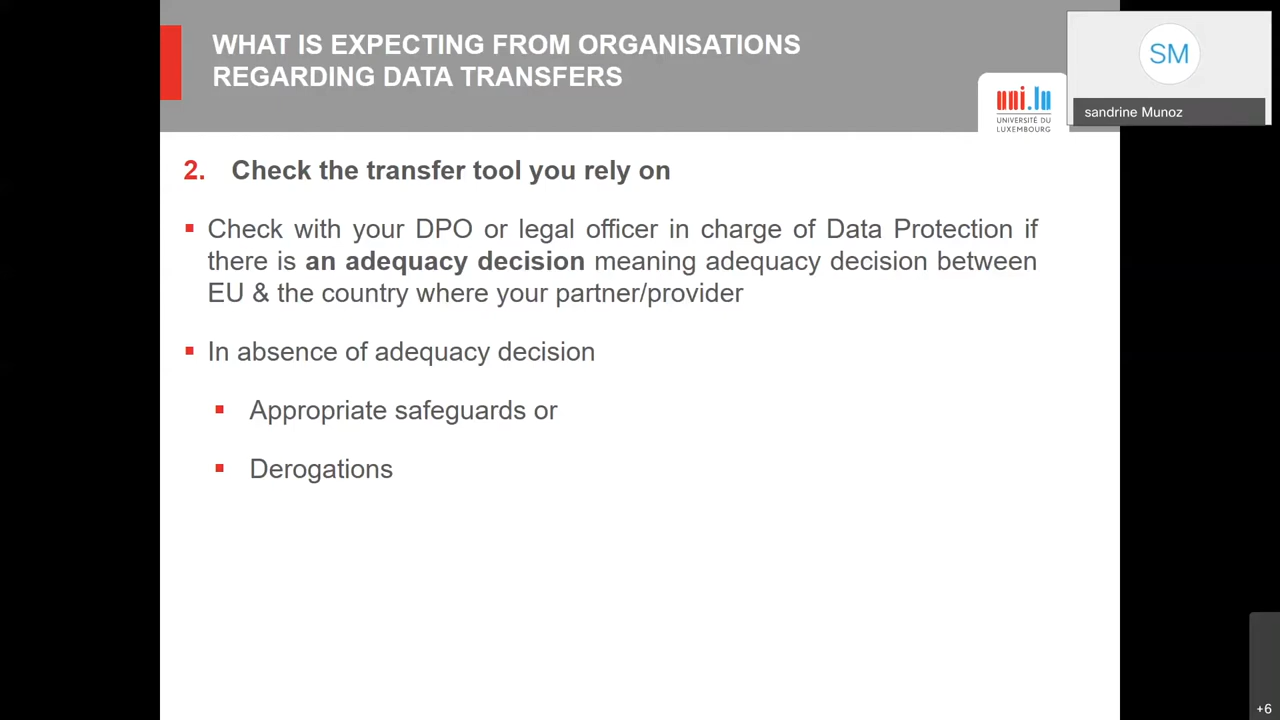 WHAT IS EXPECTING FROM ORGANISATIONS
REGARDING DATA TRANSFERS
SM
sandrine Munoz
uni.lu
UNIVERSITÉ DU
LUXEMBOURG
2. Check the transfer tool you rely on
Check with your DPO or legal officer in charge of Data Protection if
there is an adequacy decision meaning adequacy decision between
EU & the country where your partner/provider
In absence of adequacy decision
Appropriate safeguards or
Derogations
+6